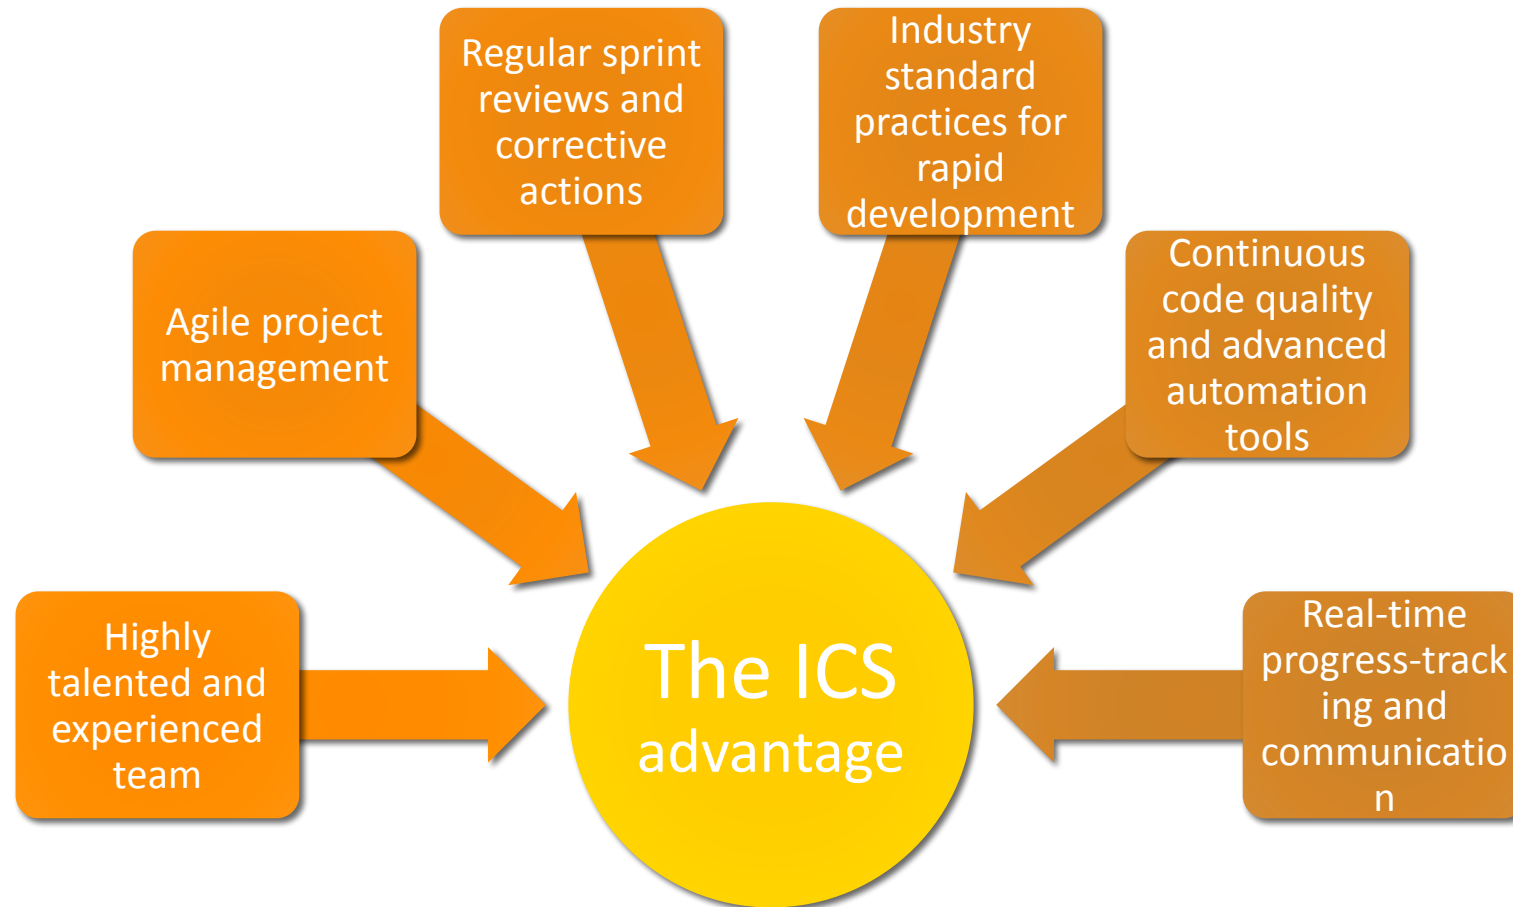 Regular sprint
reviews and
corrective
actions
Industry
standard
practices for
rapid
development
Agile project
management
Continuous
code quality
and advanced
automation
tools
Highly
talented and
experienced
team
The ICS
advantage
Real-time
progress-track
ing and
communicatio
n